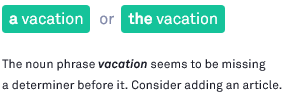 a vacation or the vacation
The noun phrase vacation seems to be missing
a determiner before it. Consider adding an article.